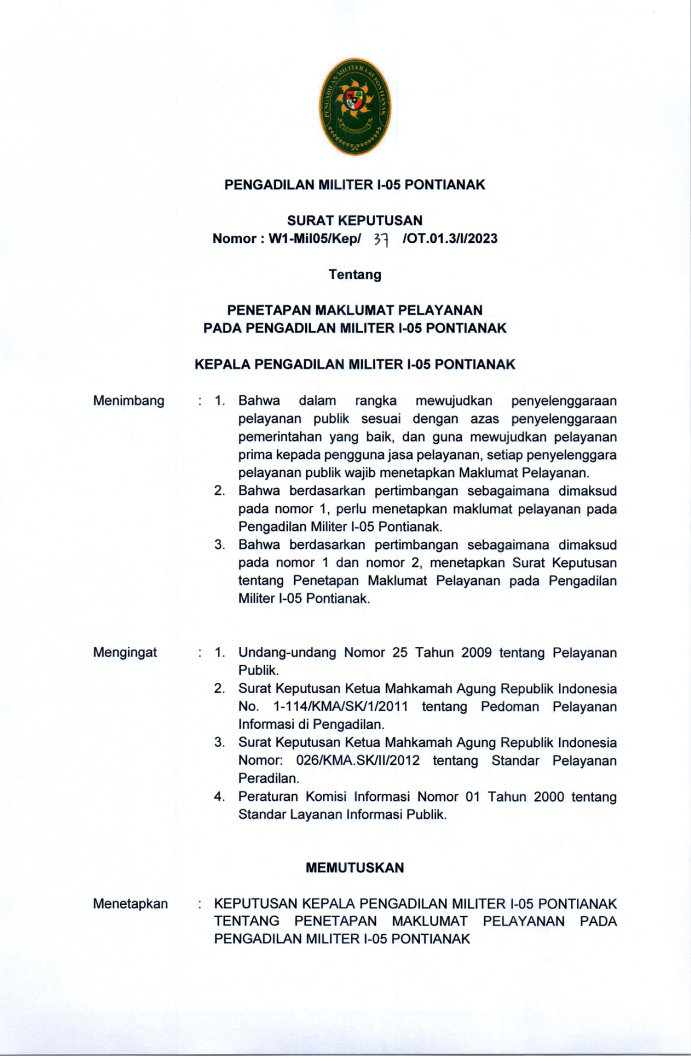 PENGADILAN MILITER I-05 PONTIANAK
PENGADILAN MILITER I-05 PONTIANAK
SURAT KEPUTUSAN
Nomor : W1-Mil05/Kep/ 37 /OT.01.3/I/2023
Tentang
PENETAPAN MAKLUMAT PELAYANAN
PADA PENGADILAN MILITER I-05 PONTIANAK
KEPALA PENGADILAN MILITER I-05 PONTIANAK
Menimbang : 1. Bahwa dalam rangka mewujudkan penyelenggaraan
pelayanan publik sesuai dengan azas penyelenggaraan
pemerintahan yang baik, dan guna mewujudkan pelayanan
prima kepada pengguna jasa pelayanan, setiap penyelenggara
pelayanan publik wajib menetapkan Maklumat Pelayanan.
2. Bahwa berdasarkan pertimbangan sebagaimana dimaksud
pada nomor 1, perlu menetapkan maklumat pelayanan pada
Pengadilan Militer I-05 Pontianak.
3. Bahwa berdasarkan pertimbangan sebagaimana dimaksud
pada nomor 1 dan nomor 2, menetapkan Surat Keputusan
tentang Penetapan Maklumat Pelayanan pada Pengadilan
Militer I-05 Pontianak.
Mengingat : 1. Undang-undang Nomor 25 Tahun 2009 tentang Pelayanan
Publik.
2. Surat Keputusan Ketua Mahkamah Agung Republik Indonesia
No. 1-114/KMA/SK/1/2011 tentang Pedoman Pelayanan
Informasi di Pengadilan.
3. Surat Keputusan Ketua Mahkamah Agung Republik Indonesia
Nomor: 026/KMA.SK/II/2012 tentang Standar Pelayanan
Peradilan.
4. Peraturan Komisi Informasi Nomor 01 Tahun 2000 tentang
Standar Layanan Informasi Publik.
MEMUTUSKAN
Menetapkan : KEPUTUSAN KEPALA PENGADILAN MILITER I-05 PONTIANAK
TENTANG PENETAPAN MAKLUMAT PELAYANAN PADA
PENGADILAN MILITER I-05 PONTIANAK